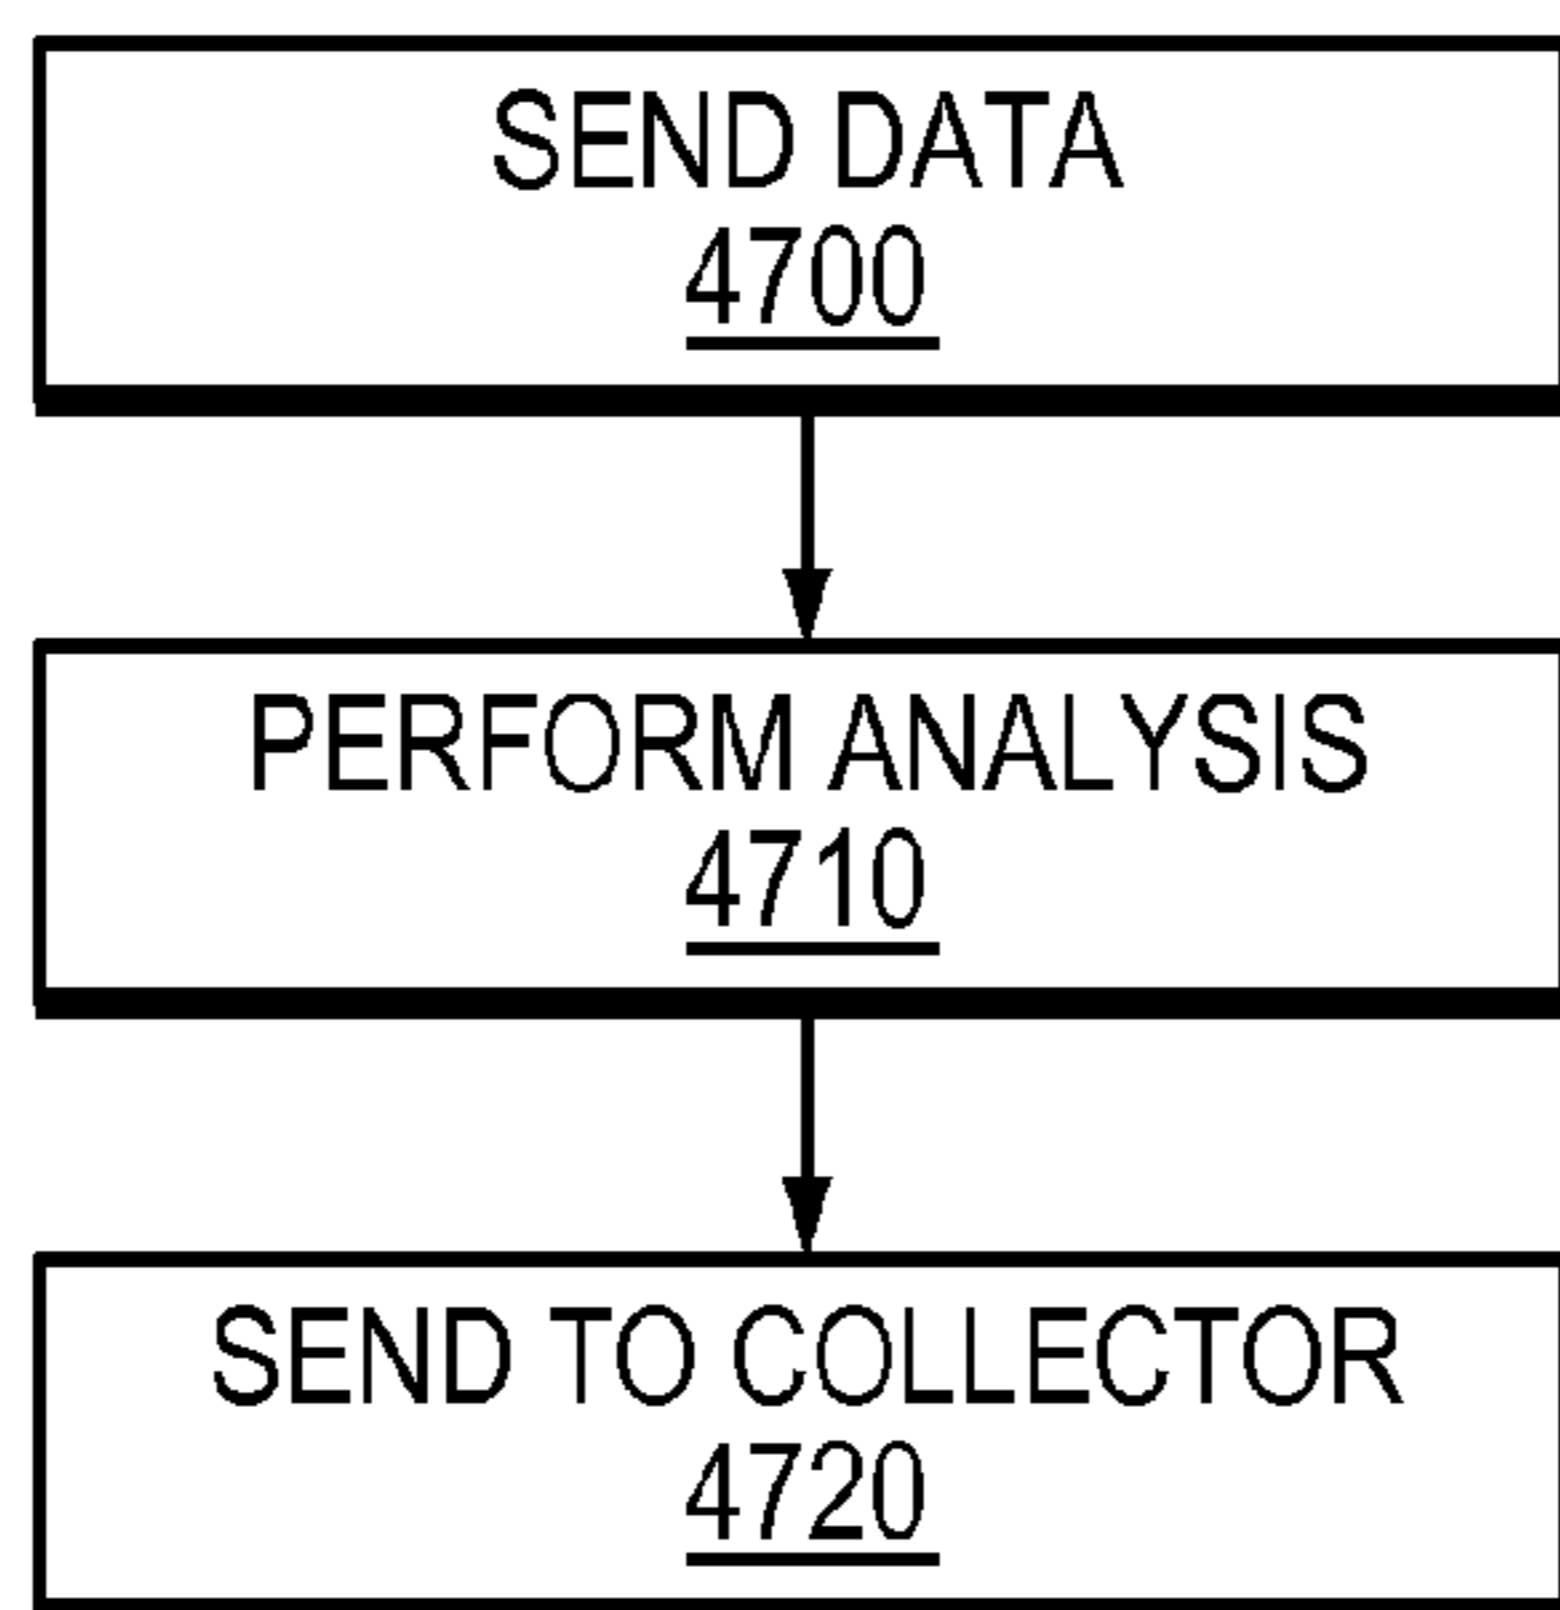 SEND DATA
4700
PERFORM ANALYSIS
4710
SEND TO COLLECTOR
4720